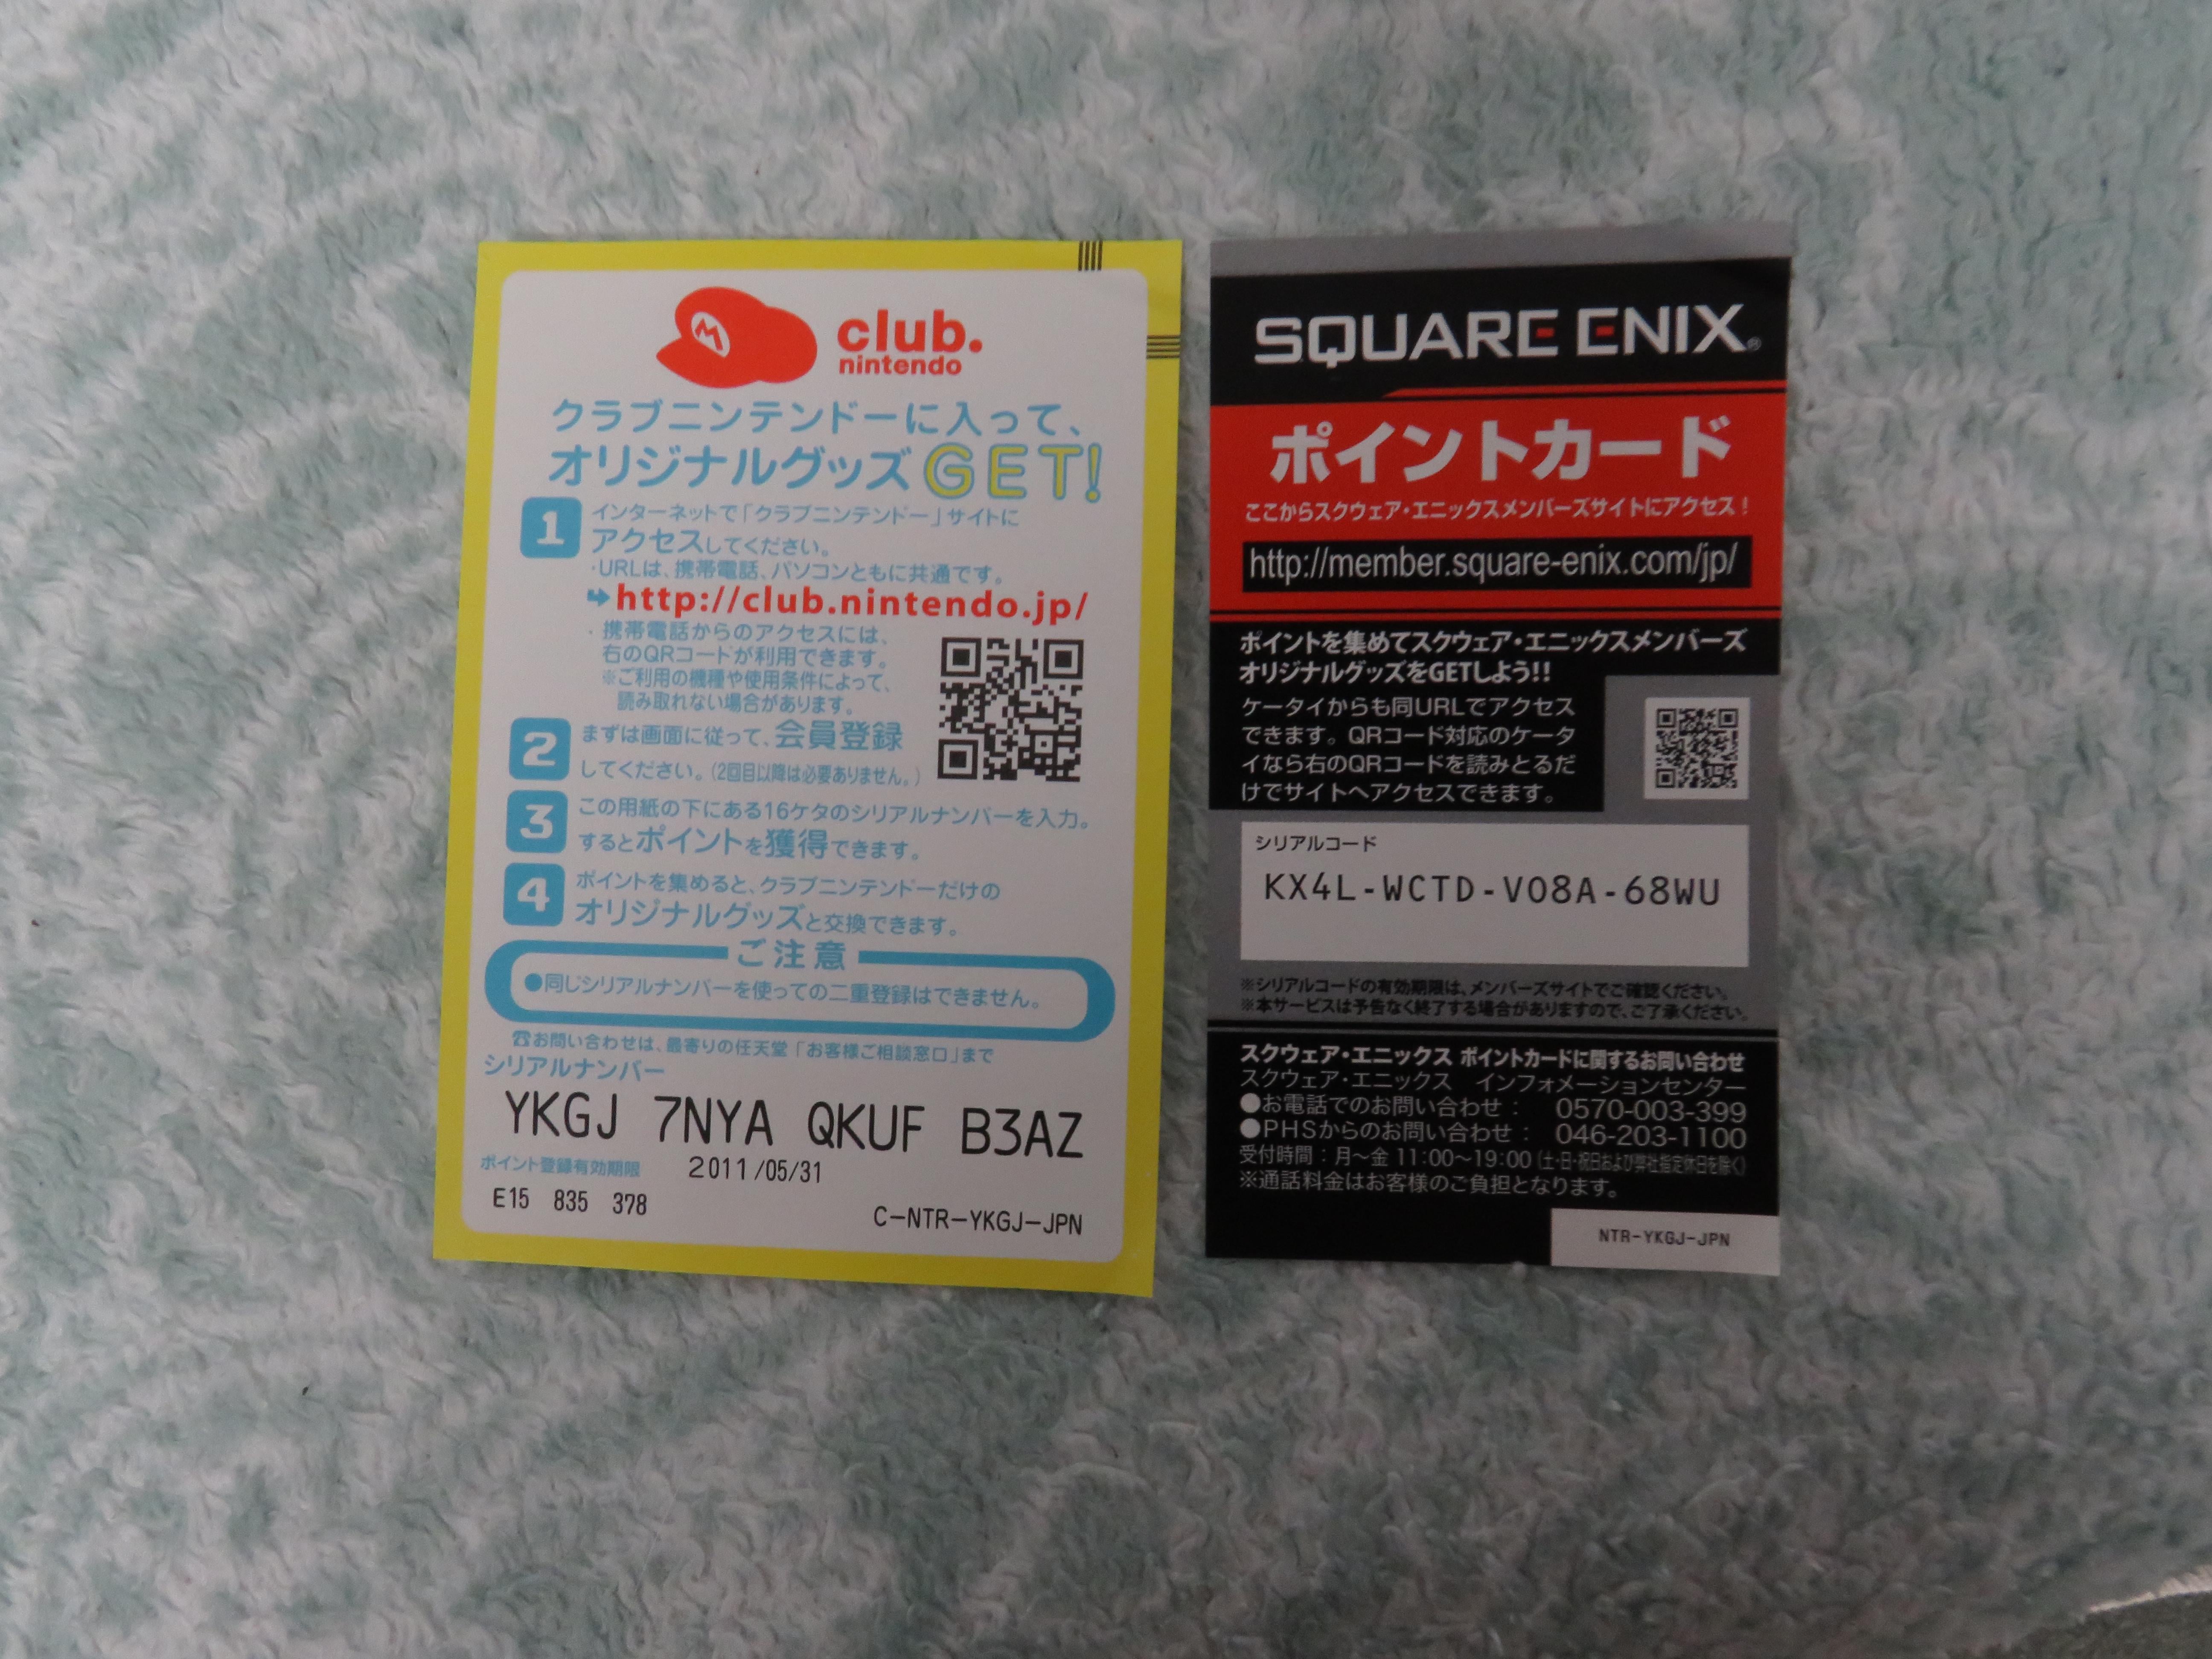 club.
nintendo
クラブニンテンドーに入って、
オリジナルグッズGET!
1 インターネットで「クラブニンテンドー」サイトに
アクセスしてください。
・URLは、携帯電話、パソコンともに共通です。
http://club.nintendo.jp/
・携帯電話からのアクセスには、
右のQRコードが利用できます。
※ご利用の機種や使用条件によって、
読み取れない場合があります。
2 まずは画面に従って、会員登録
してください。(2回目以降は必要ありません。)
3 この用紙の下にある16ケタのシリアルナンバーを入力。
するとポイントを獲得できます。
4 ポイントを集めると、クラブニンテンドーだけの
オリジナルグッズと交換できます。
ご注意
●同じシリアルナンバーを使っての二重登録はできません。
☎お問い合わせは、最寄りの任天堂「お客様ご相談窓口」まで
シリアルナンバー
YKGJ 7NYA QKUF B3AZ
ポイント登録有効期限 2011/05/31
E15 835 378
C-NTR-YKGJ-JPN
SQUARE ENIX®
ポイントカード
ここからスクウェア・エニックスメンバーズサイトにアクセス!
http://member.square-enix.com/jp/
ポイントを集めてスクウェア・エニックスメンバーズ
オリジナルグッズをGETしよう!!
ケータイからも同URLでアクセス
できます。QRコード対応のケータ
イなら右のQRコードを読みとるだ
けでサイトへアクセスできます。
シリアルコード
KX4L-WCTD-V08A-68WU
※シリアルコードの有効期限は、メンバーズサイトでご確認ください。
※本サービスは予告なく終了する場合がありますので、ご了承ください。
スクウェア・エニックス ポイントカードに関するお問い合わせ
スクウェア・エニックス インフォメーションセンター
●お電話でのお問い合わせ: 0570-003-399
●PHSからのお問い合わせ: 046-203-1100
受付時間:月～金 11:00～19:00 (土・日・祝日および弊社指定休日を除く)
※通話料金はお客様のご負担となります。
NTR-YKGJ-JPN